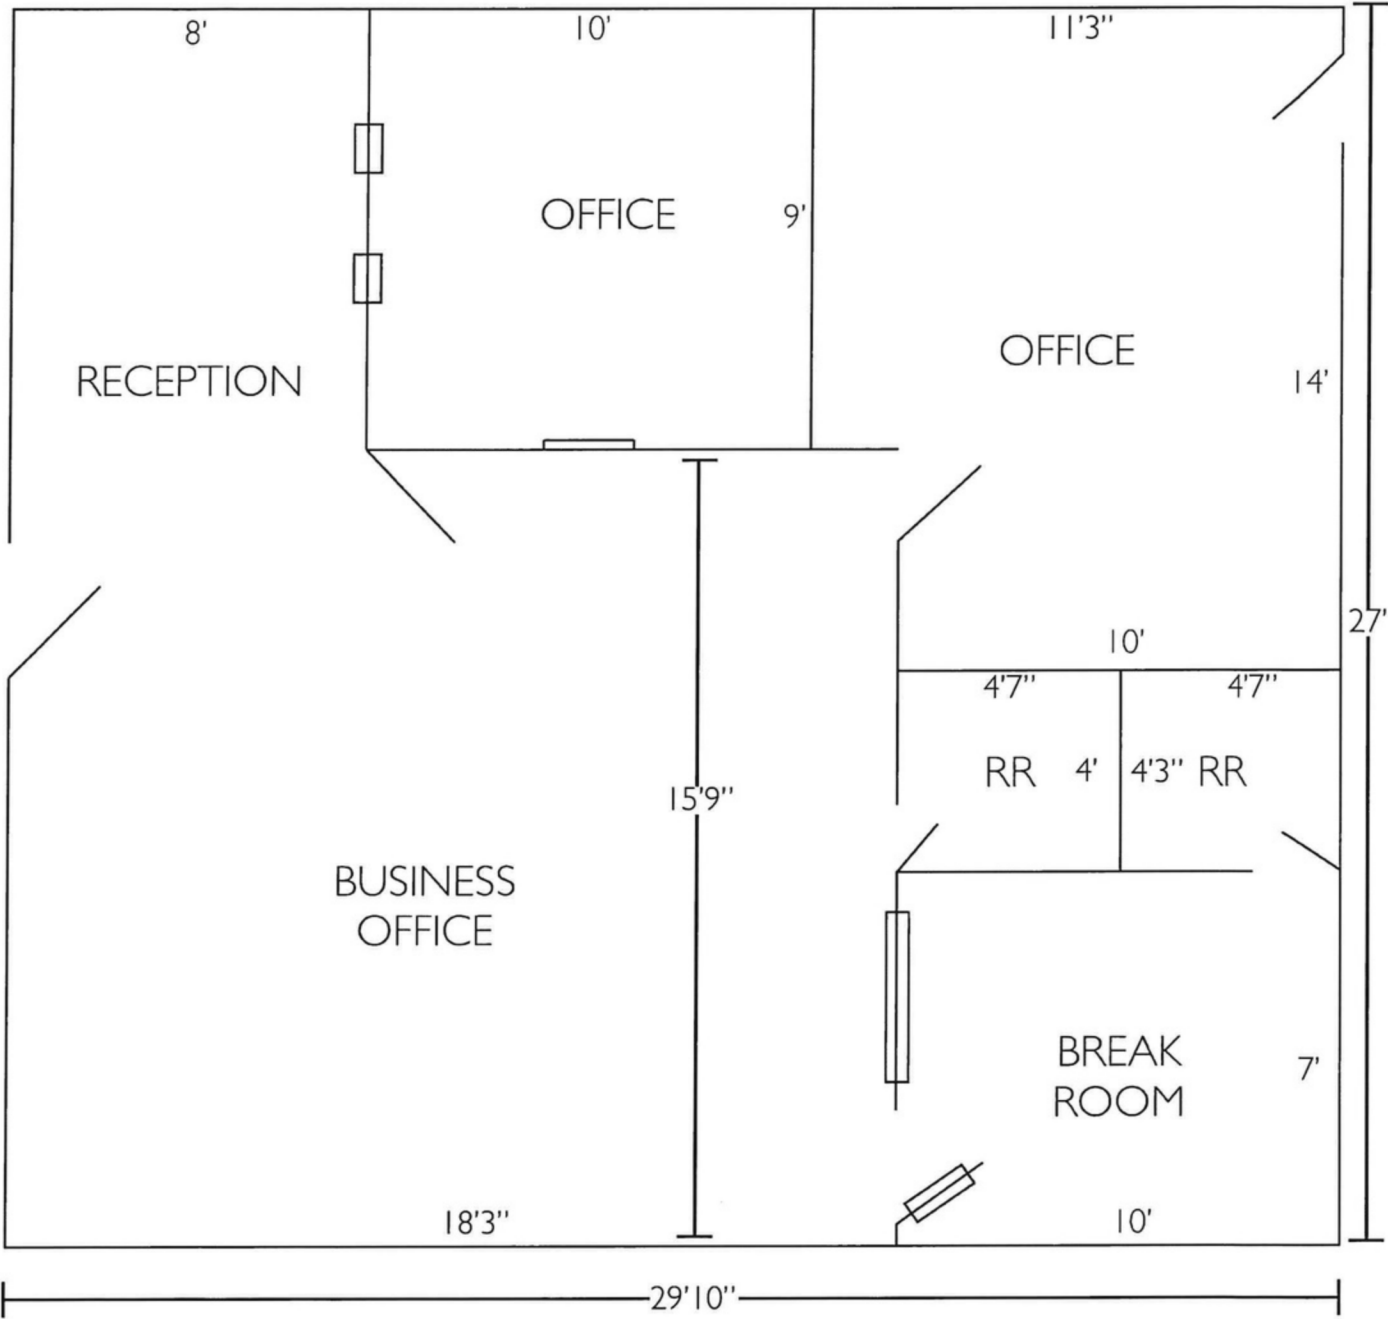 8'
10'
11'3"
OFFICE
9'
OFFICE
RECEPTION
14'
10'
27'
4'7"
4'7"
RR
4'
4'3"
RR
15'9"
BUSINESS
OFFICE
BREAK
ROOM
7'
18'3"
10'
29'10"